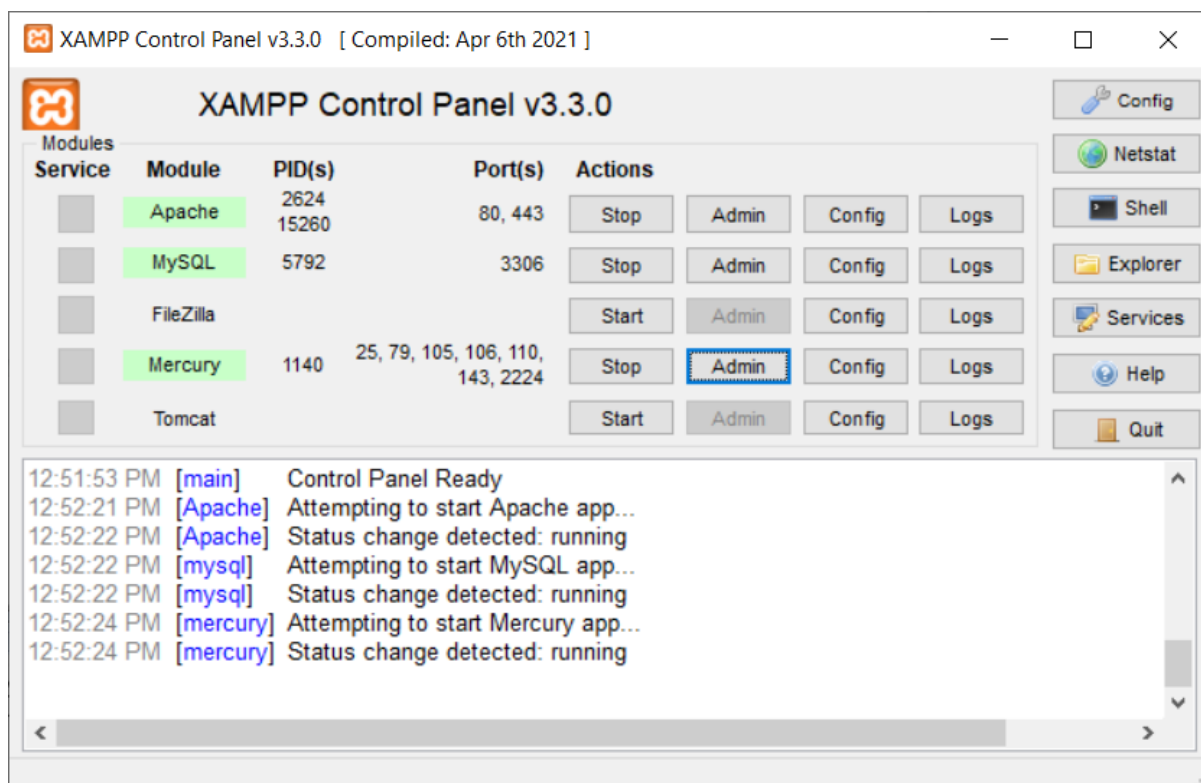 XAMPP Control Panel v3.3.0 [ Compiled: Apr 6th 2021 ]
XAMPP Control Panel v3.3.0
Config
Modules
Netstat
Service Module PID(s) Port(s) Actions
Apache 2624 15260 80, 443 Stop Admin Config Logs
Shell
MySQL 5792 3306 Stop Admin Config Logs
Explorer
FileZilla Start Admin Config Logs
Services
Mercury 1140 25, 79, 105, 106, 110, 143, 2224 Stop Admin Config Logs
Help
Tomcat Start Admin Config Logs
Quit
12:51:53 PM [main] Control Panel Ready
12:52:21 PM [Apache] Attempting to start Apache app...
12:52:22 PM [Apache] Status change detected: running
12:52:22 PM [mysql] Attempting to start MySQL app...
12:52:22 PM [mysql] Status change detected: running
12:52:24 PM [mercury] Attempting to start Mercury app...
12:52:24 PM [mercury] Status change detected: running